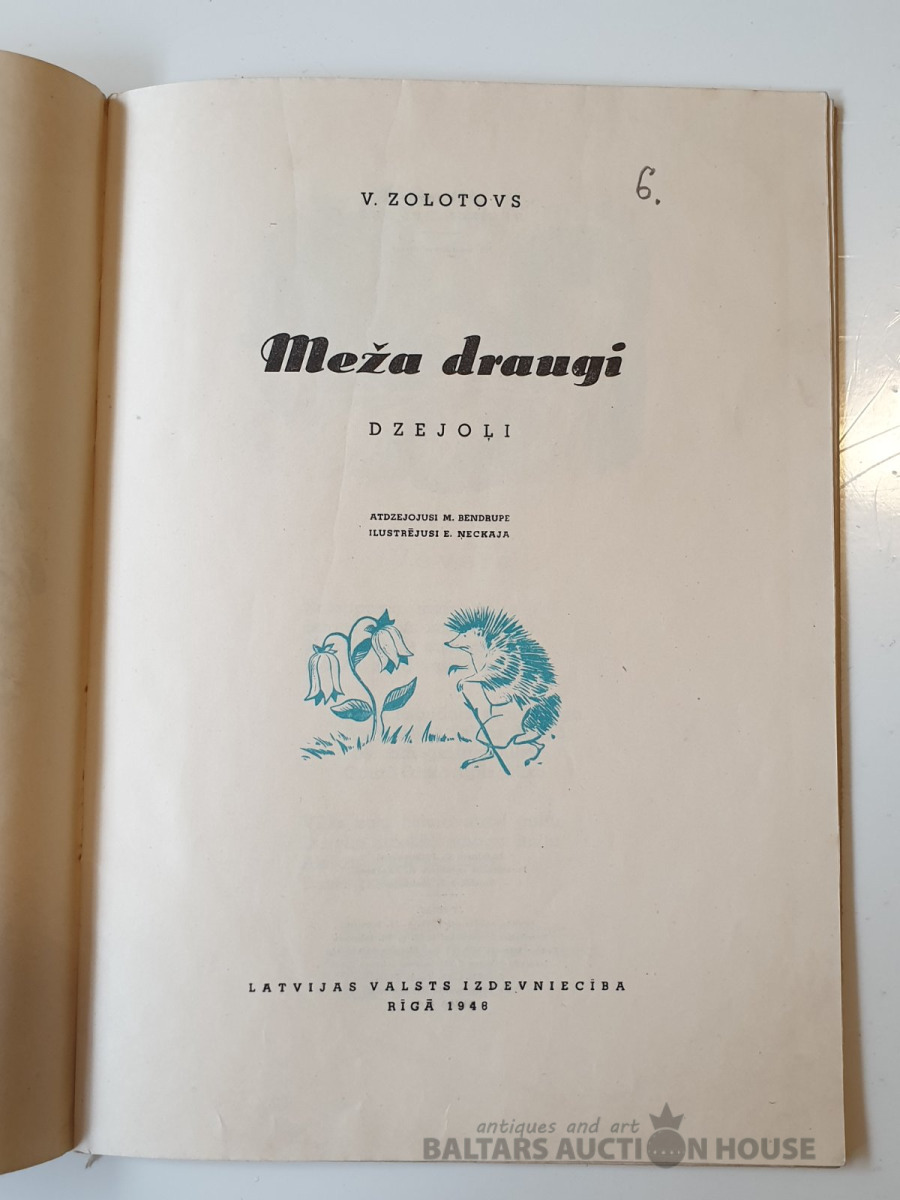 V. ZOLOTOVS
6.
Meža draugi
DZEJOĻI
ATDZEJOJUSI M. BENDRUPE
ILUSTRĒJUSI E. ŅECKAJA
LATVIJAS VALSTS IZDEVNIECĪBA
RĪGĀ 1948
antiques and art
BALTARS AUCTION HOUSE